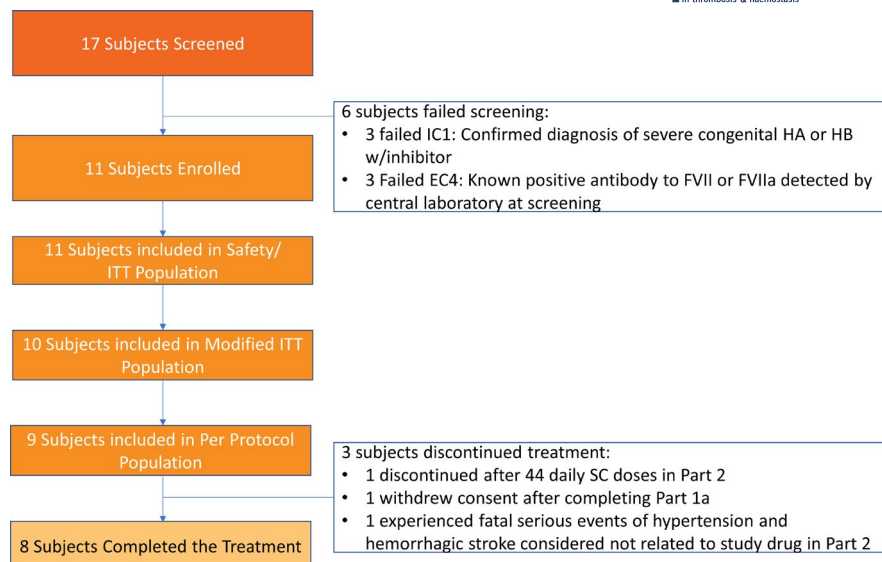 in thrombosis & haemostasis
17 Subjects Screened
6 subjects failed screening:
• 3 failed IC1: Confirmed diagnosis of severe congenital HA or HB
w/inhibitor
• 3 Failed EC4: Known positive antibody to FVII or FVIIa detected by
central laboratory at screening
11 Subjects Enrolled
11 Subjects included in Safety/
ITT Population
10 Subjects included in Modified ITT
Population
9 Subjects included in Per Protocol
Population
3 subjects discontinued treatment:
• 1 discontinued after 44 daily SC doses in Part 2
• 1 withdrew consent after completing Part 1a
• 1 experienced fatal serious events of hypertension and
hemorrhagic stroke considered not related to study drug in Part 2
8 Subjects Completed the Treatment